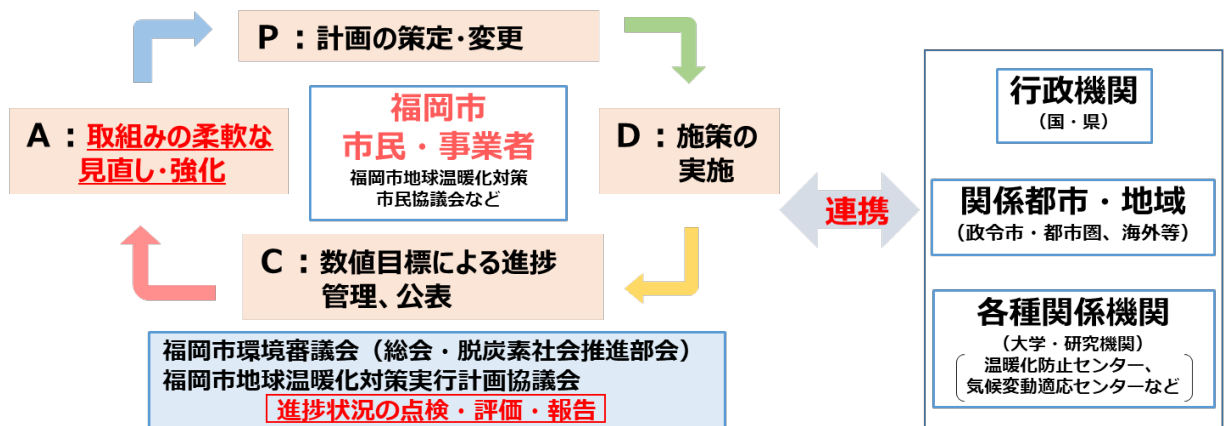 P：計画の策定・変更
福岡市
市民・事業者
福岡市地球温暖化対策
市民協議会など
A：取組みの柔軟な
見直し・強化
D：施策の
実施
C：数値目標による進捗
管理、公表
福岡市環境審議会（総会・脱炭素社会推進部会）
福岡市地球温暖化対策実行計画協議会
進捗状況の点検・評価・報告
連携
行政機関
（国・県）
関係都市・地域
（政令市・都市圏、海外等）
各種関係機関
（大学・研究機関）
温暖化防止センター、
気候変動適応センターなど